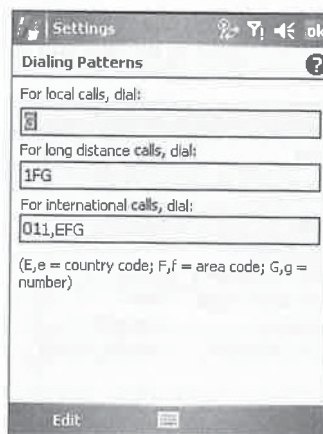 Settings
ok
Dialing Patterns
?
For local calls, dial:
For long distance calls, dial:
1FG
For international calls, dial:
011,EFG
(E,e = country code; F,f = area code; G,g =
number)
Edit